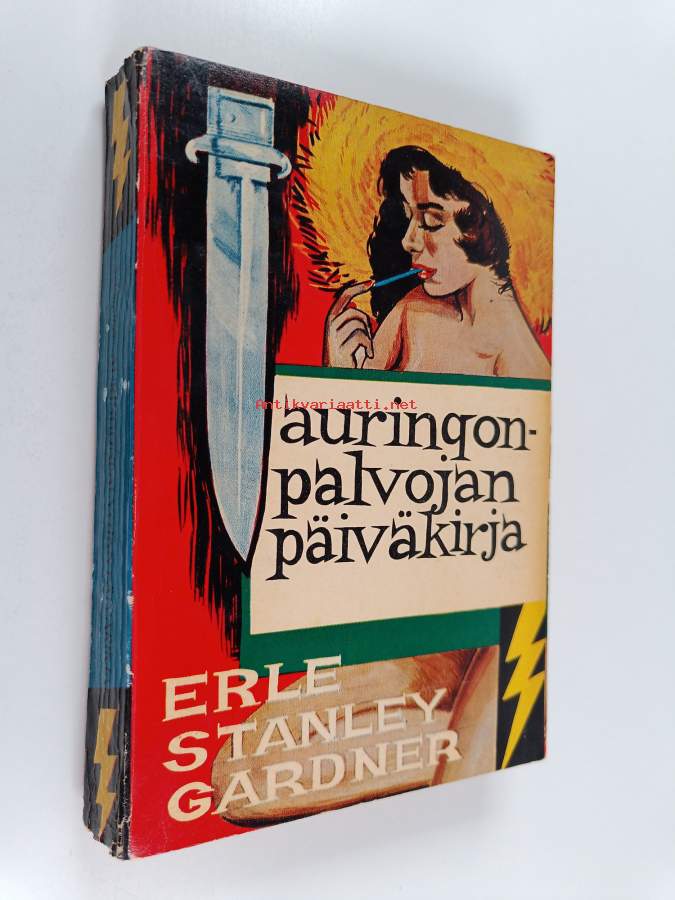 Antikvariaatti.net
auringon-
palvojan
päiväkirja
ERLE
STANLEY
GARDNER